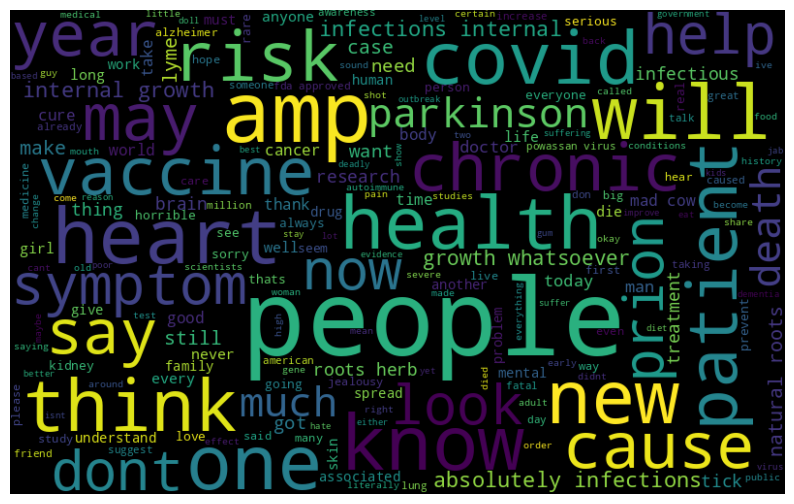 medical little doll must anyone awareness level certain increase government
year risk infections internal covid help
alzheimer rare serious back
work take lyme hope case sound
based guy long someone fda approved need human person infectious called ive
internal growth shot everyone real great food
may amp parkinson will
cure already outbreak two suffering talk
mouth world best deadly life doctor powassan virus conditions jab
make cancer show want body hear history
vaccine research chronic kids
medicine change come reason care million autoimmune pain studies don big mad cow caused become
brain thank drug time die improve eat share
thing horrible always stay lot gum okay
heart health patient death
girl see well seem evidence
sorry scientists growth whatsoever
cant thats severe live first taking prevent
symptom now another today man dementia
old poor woman made suffer everything prion treatment
give test high people problem even diet
say good mean
maybe still never american gene yet died early didnt
saying kidney family roots herb mental way
better around every going jealousy spread fatal
think much look new natural roots
please isnt love got right hate either adult day
study understand effect said many know order cause
friend suggest skin associated
dont one literally lung absolutely infections tick public virus